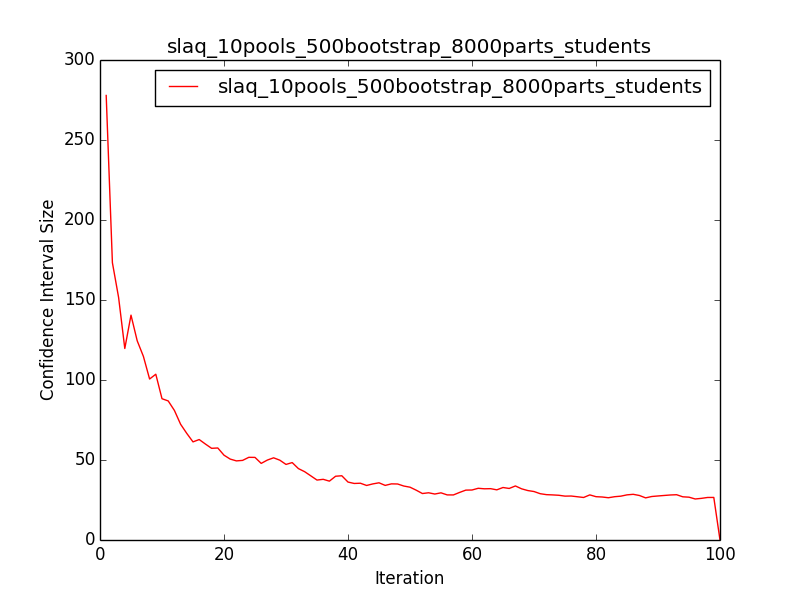 slaq_10pools_500bootstrap_8000parts_students
slaq_10pools_500bootstrap_8000parts_students
300
250
200
150
100
50
0
Confidence Interval Size
0 20 40 60 80 100
Iteration